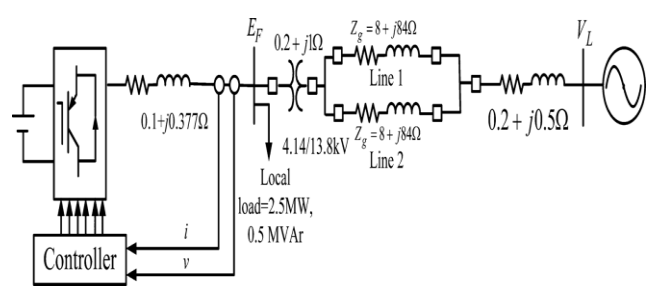 E_F
0.2 + j1Ω
Z_g = 8 + j84Ω
Line 1
V_L
0.1+j0.377Ω
4.14/13.8kV
Z_g = 8 + j84Ω
Line 2
0.2 + j0.5Ω
Local
load=2.5MW,
0.5 MVAr
i
v
Controller